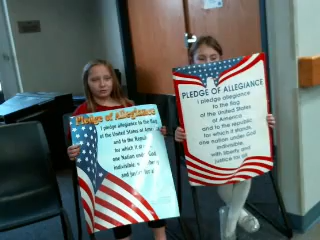 Pledge of Allegiance
I pledge allegiance to the flag
of the United States of America
and to the Republic
for which it stands,
one Nation under God,
indivisible,
and justice
PLEDGE OF ALLEGIANCE
I pledge allegiance
to the flag
of the United States
of America
and to the republic
for which it stands,
one nation under God
indivisible,
with liberty
and justice for all